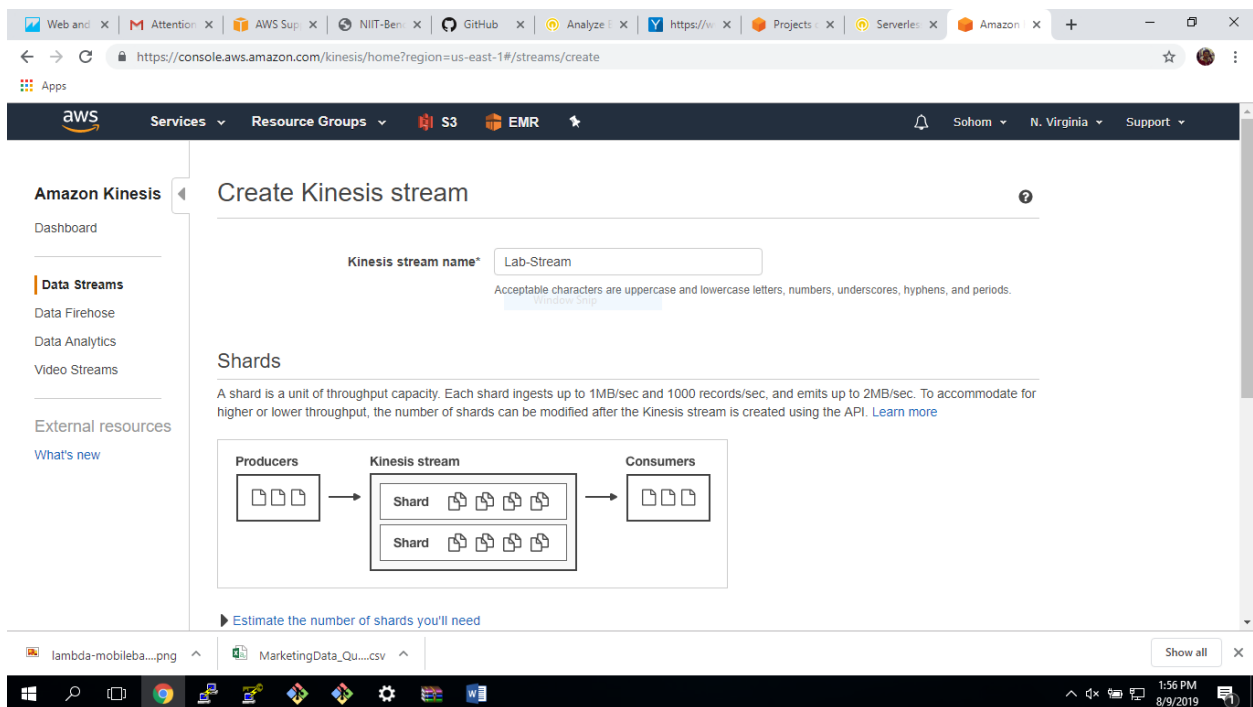 Web and
Attention
AWS Sup
NIIT-Ben
GitHub
Analyze
https://w
Projects
Serverles
Amazon
https://console.aws.amazon.com/kinesis/home?region=us-east-1#/streams/create
Apps
aws
Services
Resource Groups
S3
EMR
Sohom
N. Virginia
Support
Amazon Kinesis
Dashboard
Data Streams
Data Firehose
Data Analytics
Video Streams
External resources
What's new
Create Kinesis stream
Kinesis stream name*
Lab-Stream
Acceptable characters are uppercase and lowercase letters, numbers, underscores, hyphens, and periods.
Window Snip
Shards
A shard is a unit of throughput capacity. Each shard ingests up to 1MB/sec and 1000 records/sec, and emits up to 2MB/sec. To accommodate for
higher or lower throughput, the number of shards can be modified after the Kinesis stream is created using the API. Learn more
Producers
Kinesis stream
Consumers
Shard
Shard
Estimate the number of shards you'll need
lambda-mobileba....png
MarketingData_Qu....csv
Show all
1:56 PM
8/9/2019